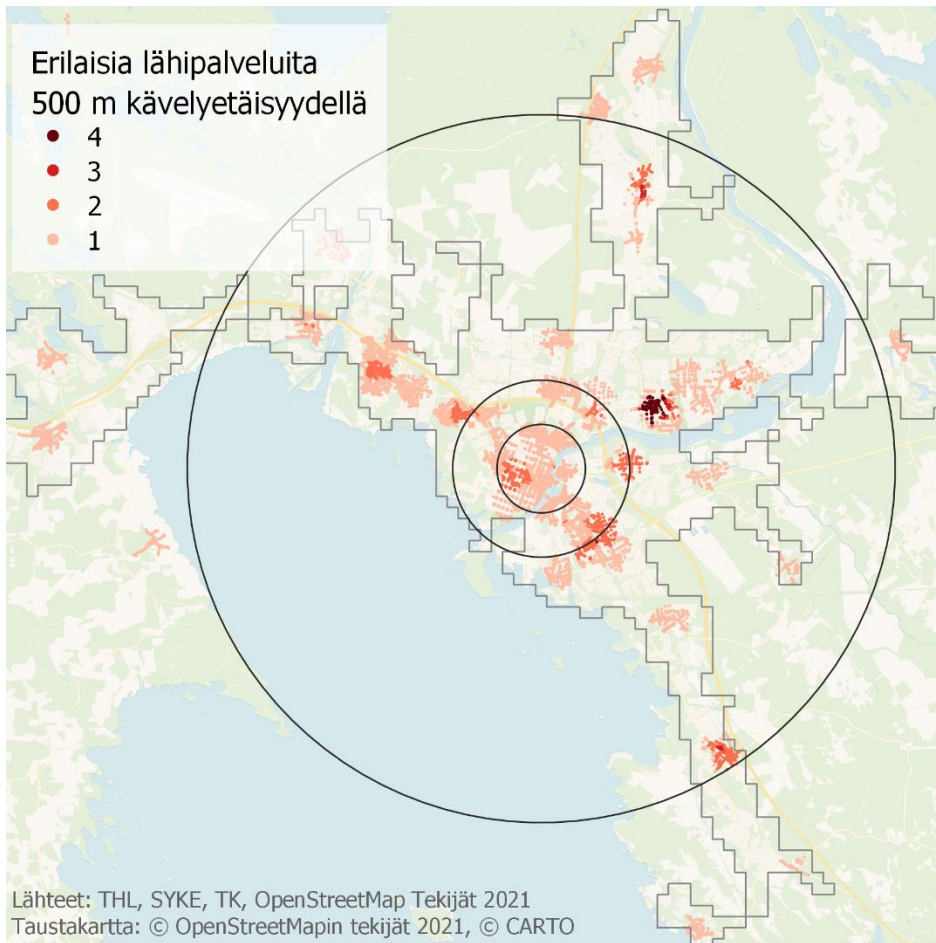 Erilaisia lähipalveluita
500 m kävelyetäisyydellä
4
3
2
1
Lähteet: THL, SYKE, TK, OpenStreetMap Tekijät 2021
Taustakartta: © OpenStreetMapin tekijät 2021, © CARTO